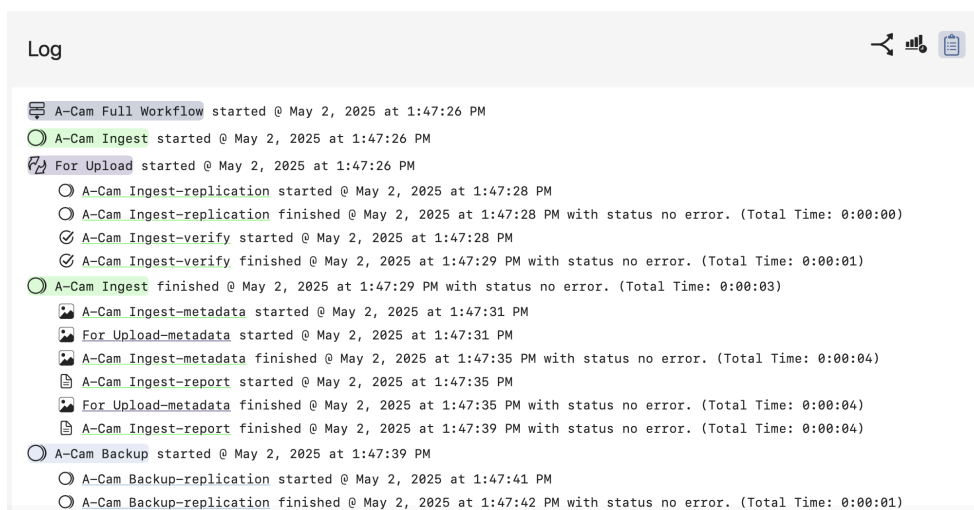 Log
A-Cam Full Workflow started @ May 2, 2025 at 1:47:26 PM
A-Cam Ingest started @ May 2, 2025 at 1:47:26 PM
For Upload started @ May 2, 2025 at 1:47:26 PM
A-Cam Ingest-replication started @ May 2, 2025 at 1:47:28 PM
A-Cam Ingest-replication finished @ May 2, 2025 at 1:47:28 PM with status no error. (Total Time: 0:00:00)
A-Cam Ingest-verify started @ May 2, 2025 at 1:47:28 PM
A-Cam Ingest-verify finished @ May 2, 2025 at 1:47:29 PM with status no error. (Total Time: 0:00:01)
A-Cam Ingest finished @ May 2, 2025 at 1:47:29 PM with status no error. (Total Time: 0:00:03)
A-Cam Ingest-metadata started @ May 2, 2025 at 1:47:31 PM
For Upload-metadata started @ May 2, 2025 at 1:47:31 PM
A-Cam Ingest-metadata finished @ May 2, 2025 at 1:47:35 PM with status no error. (Total Time: 0:00:04)
A-Cam Ingest-report started @ May 2, 2025 at 1:47:35 PM
For Upload-metadata finished @ May 2, 2025 at 1:47:35 PM with status no error. (Total Time: 0:00:04)
A-Cam Ingest-report finished @ May 2, 2025 at 1:47:39 PM with status no error. (Total Time: 0:00:04)
A-Cam Backup started @ May 2, 2025 at 1:47:39 PM
A-Cam Backup-replication started @ May 2, 2025 at 1:47:41 PM
A-Cam Backup-replication finished @ May 2, 2025 at 1:47:42 PM with status no error. (Total Time: 0:00:01)